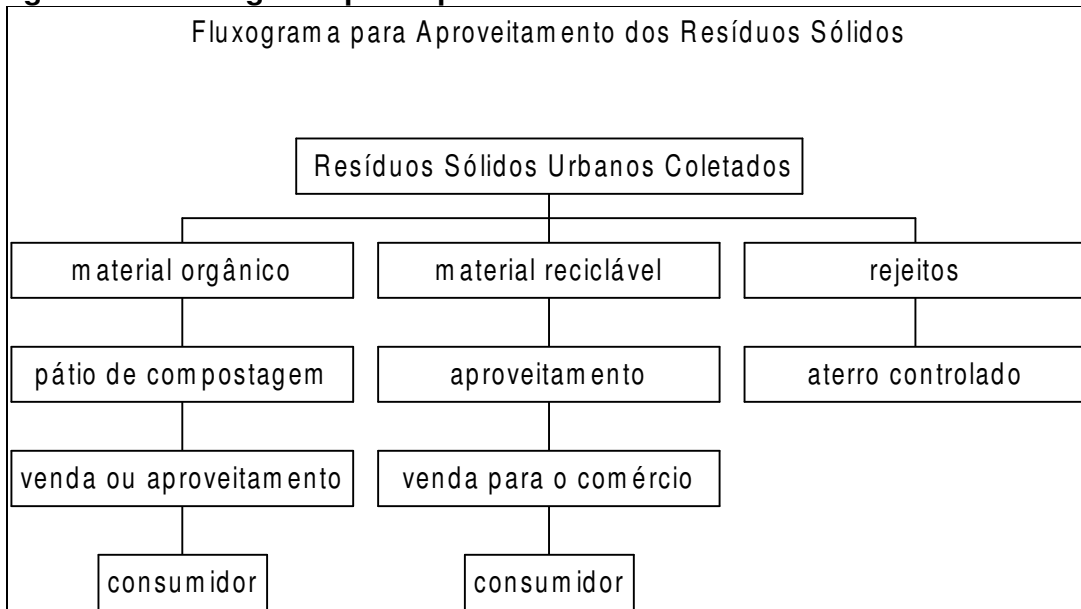 Fluxograma para Aproveitamento dos Resíduos Sólidos
Resíduos Sólidos Urbanos Coletados
material orgânico
material reciclável
rejeitos
pátio de compostagem
aproveitamento
aterro controlado
venda ou aproveitamento
venda para o comércio
consumidor
consumidor